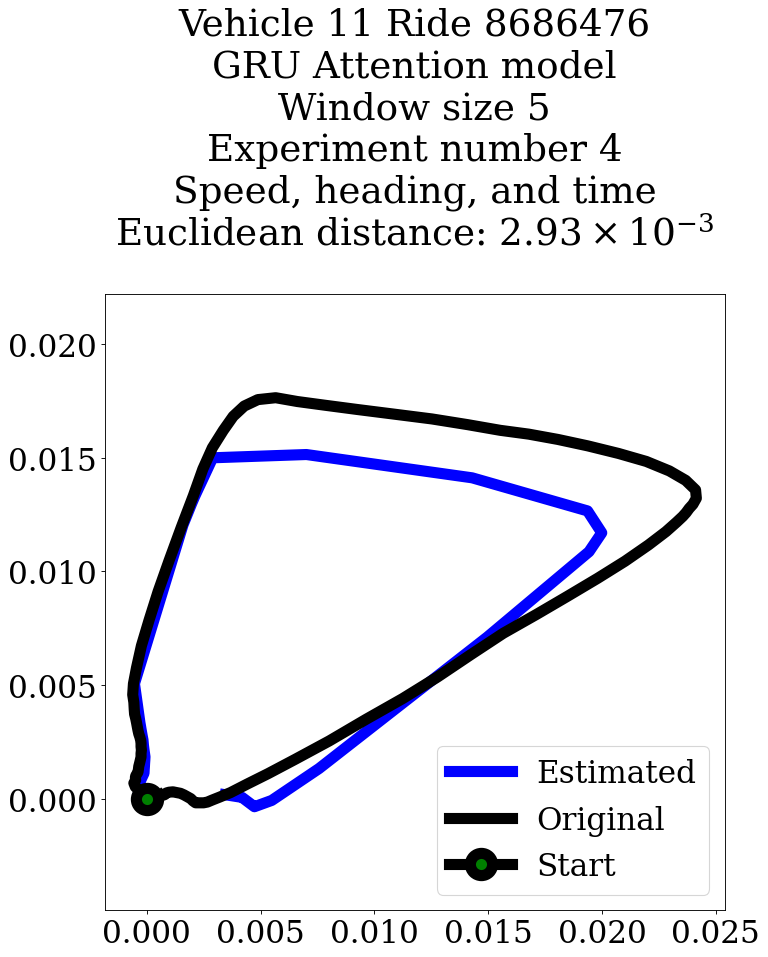 Vehicle 11 Ride 8686476
GRU Attention model
Window size 5
Experiment number 4
Speed, heading, and time
Euclidean distance: 2.93 × 10⁻³
0.020
0.015
0.010
0.005
0.000
Estimated
Original
Start
0.000 0.005 0.010 0.015 0.020 0.025